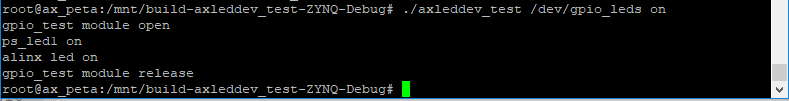 root@ax_peta:/mnt/build-axleddev_test-ZYNQ-Debug# ./axleddev_test /dev/gpio_leds on
gpio_test module open
ps_led1 on
alinx led on
gpio_test module release
root@ax_peta:/mnt/build-axleddev_test-ZYNQ-Debug#